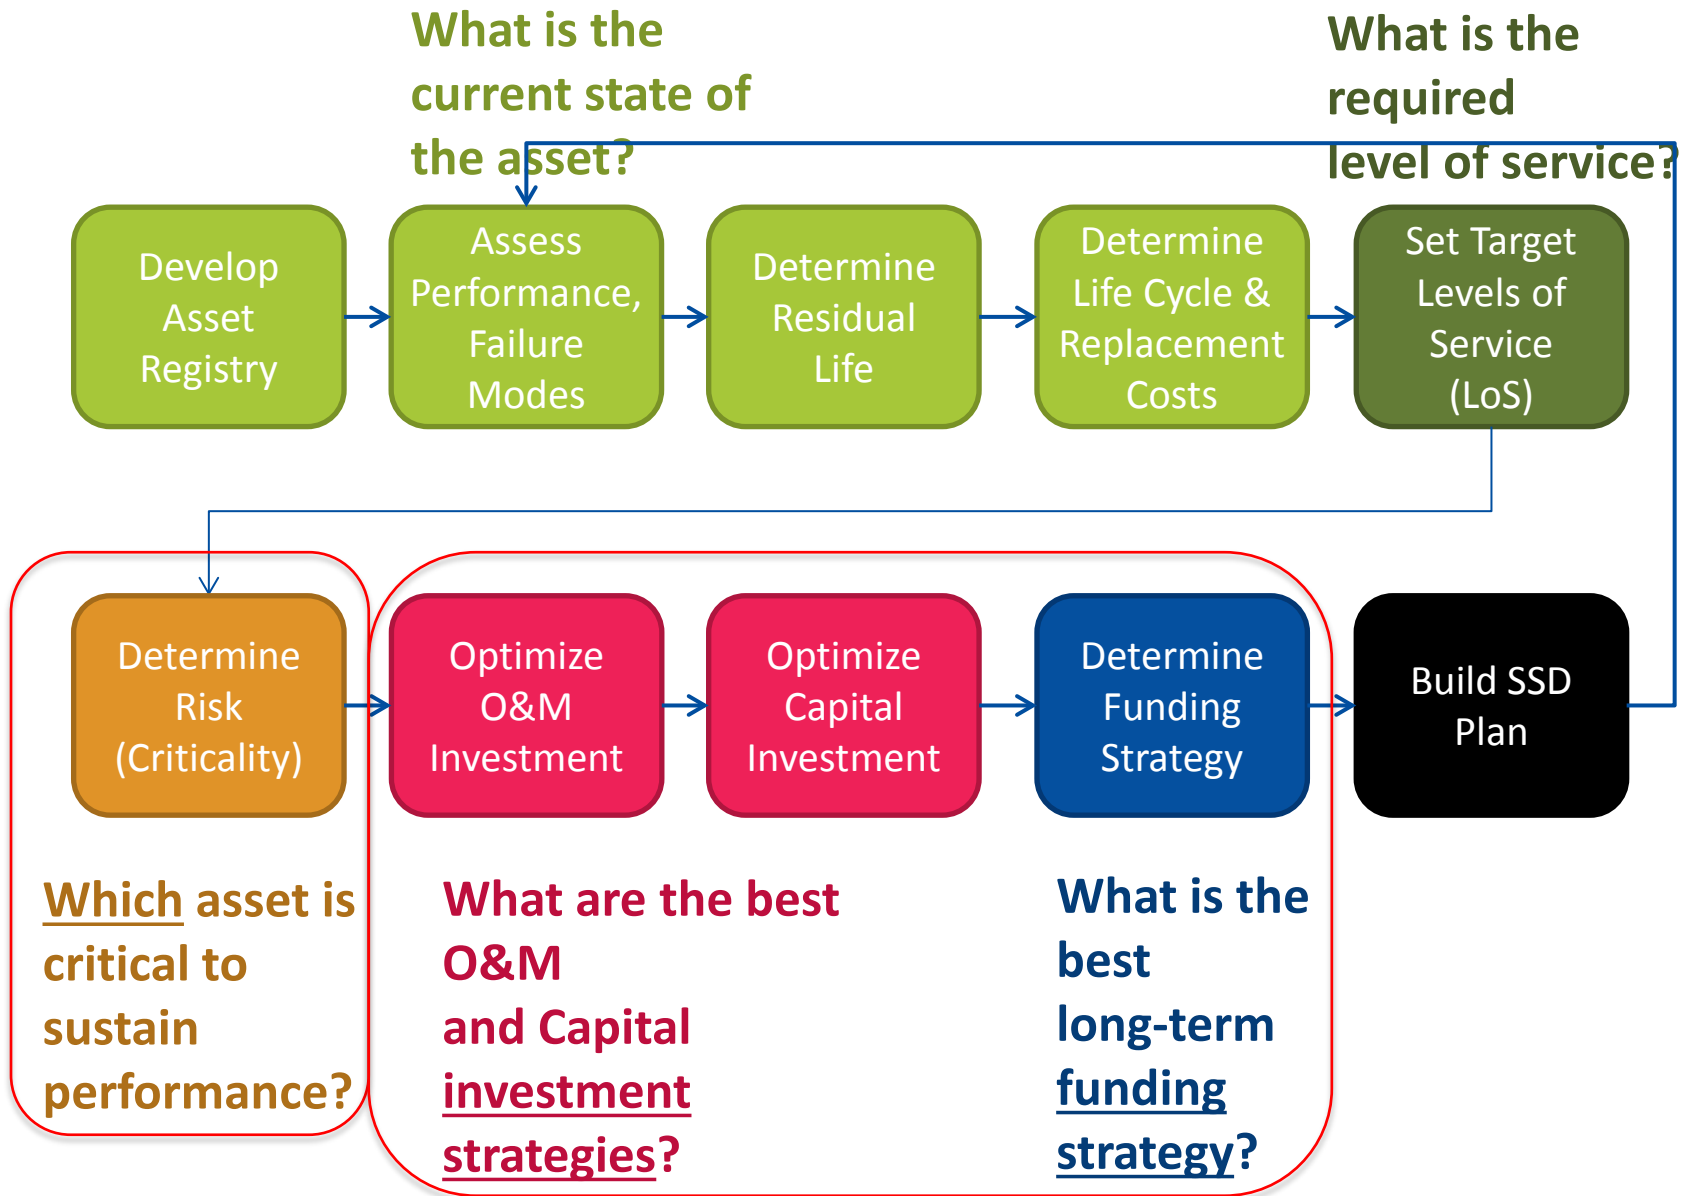 What is the
current state of
the asset?
What is the
required
level of service?
Develop
Asset
Registry
Assess
Performance,
Failure
Modes
Determine
Residual
Life
Determine
Life Cycle &
Replacement
Costs
Set Target
Levels of
Service
(LoS)
Determine
Risk
(Criticality)
Optimize
O&M
Investment
Optimize
Capital
Investment
Determine
Funding
Strategy
Build SSD
Plan
Which asset is
critical to
sustain
performance?
What are the best
O&M
and Capital
investment
strategies?
What is the
best
long-term
funding
strategy?